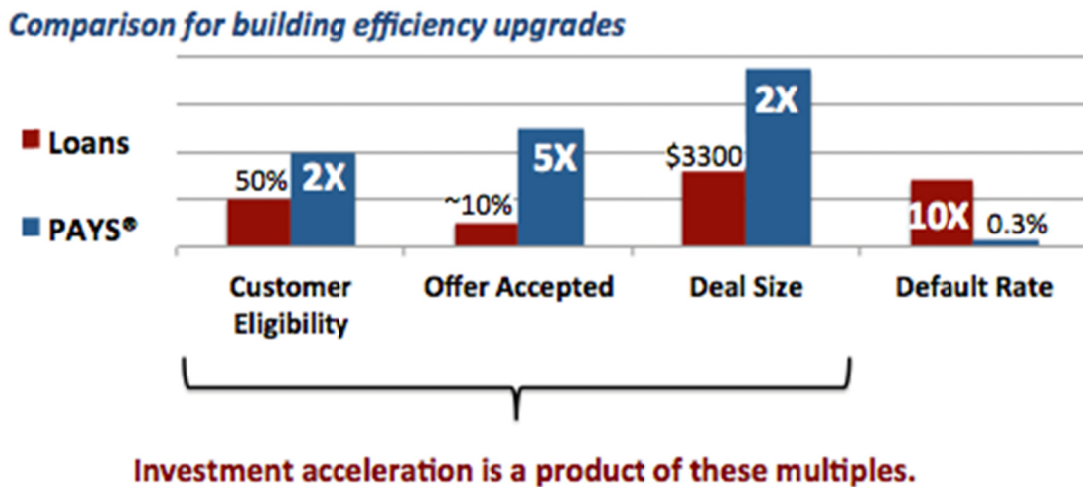 Comparison for building efficiency upgrades
Loans
PAYS®
50% 2X
~10% 5X
$3300 2X
10X 0.3%
Customer
Eligibility
Offer Accepted
Deal Size
Default Rate
Investment acceleration is a product of these multiples.